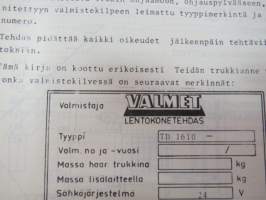 ohjauspylvääseen,
nitettyyn valmistekilpeen leimattu tyyppimerkintä ja
numero.
Tehdas pidättää kaikki oikeudet jälkeenpäin tehtävi
Tämä kirja on koottu erikoisesti Teidän trukkianne
onka valmistekilvessä on seuraavat merkinnät:
Valmistaja VALMET
LENTOKONETEHDAS
Tyyppi TD 1610 -
Valm. no ja -vuosi /
Massa ilman trukkina kg
Massa lisälaitteella kg
Sähköjärjestelmä 24 V